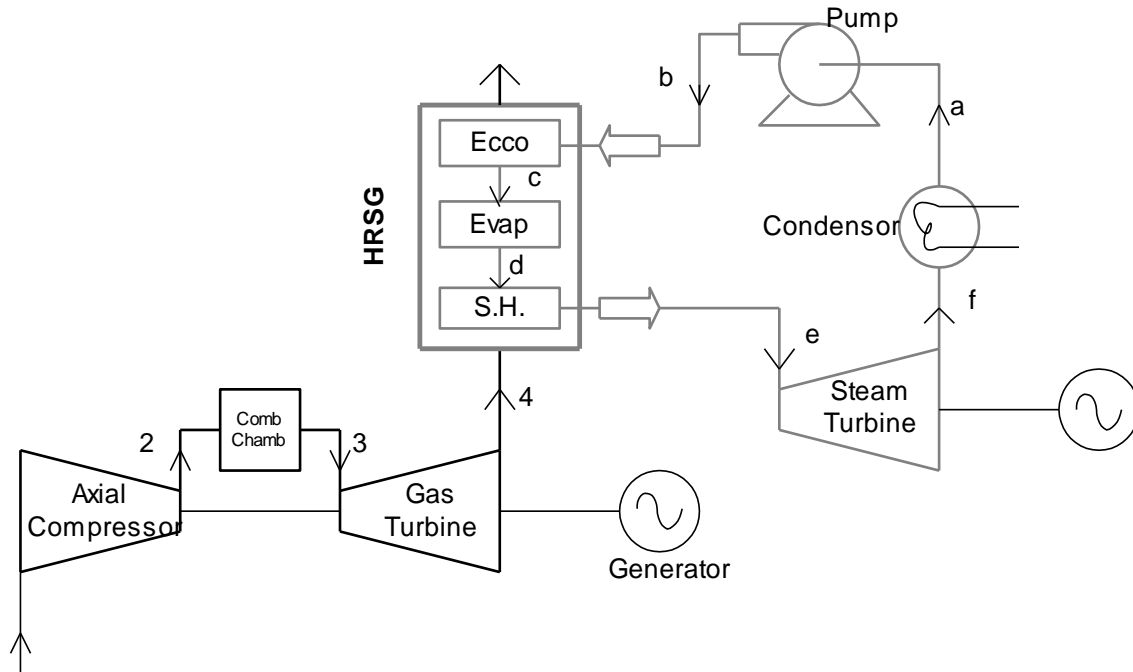 Pump
b
a
Ecco
c
HRSG
Evap
Condensor
d
S.H.
f
e
4
Steam
Turbine
Comb
Chamb
2
3
Axial
Compressor
Gas
Turbine
Generator